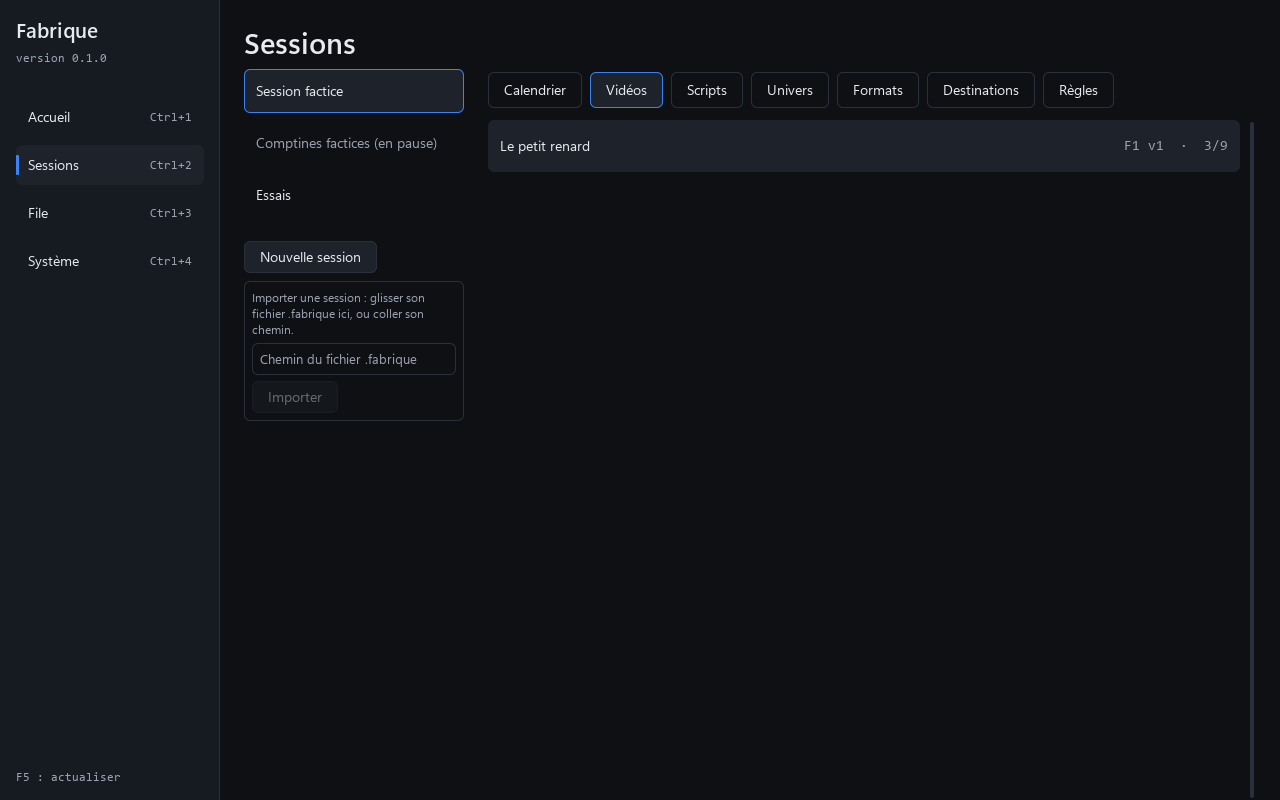 Fabrique
version 0.1.0
Accueil Ctrl+1
Sessions Ctrl+2
File Ctrl+3
Système Ctrl+4
F5 : actualiser
Sessions
Session factice
Comptines factices (en pause)
Essais
Nouvelle session
Importer une session : glisser son
fichier .fabrique ici, ou coller son
chemin.
Chemin du fichier .fabrique
Importer
Calendrier Vidéos Scripts Univers Formats Destinations Règles
Le petit renard F1 v1 · 3/9